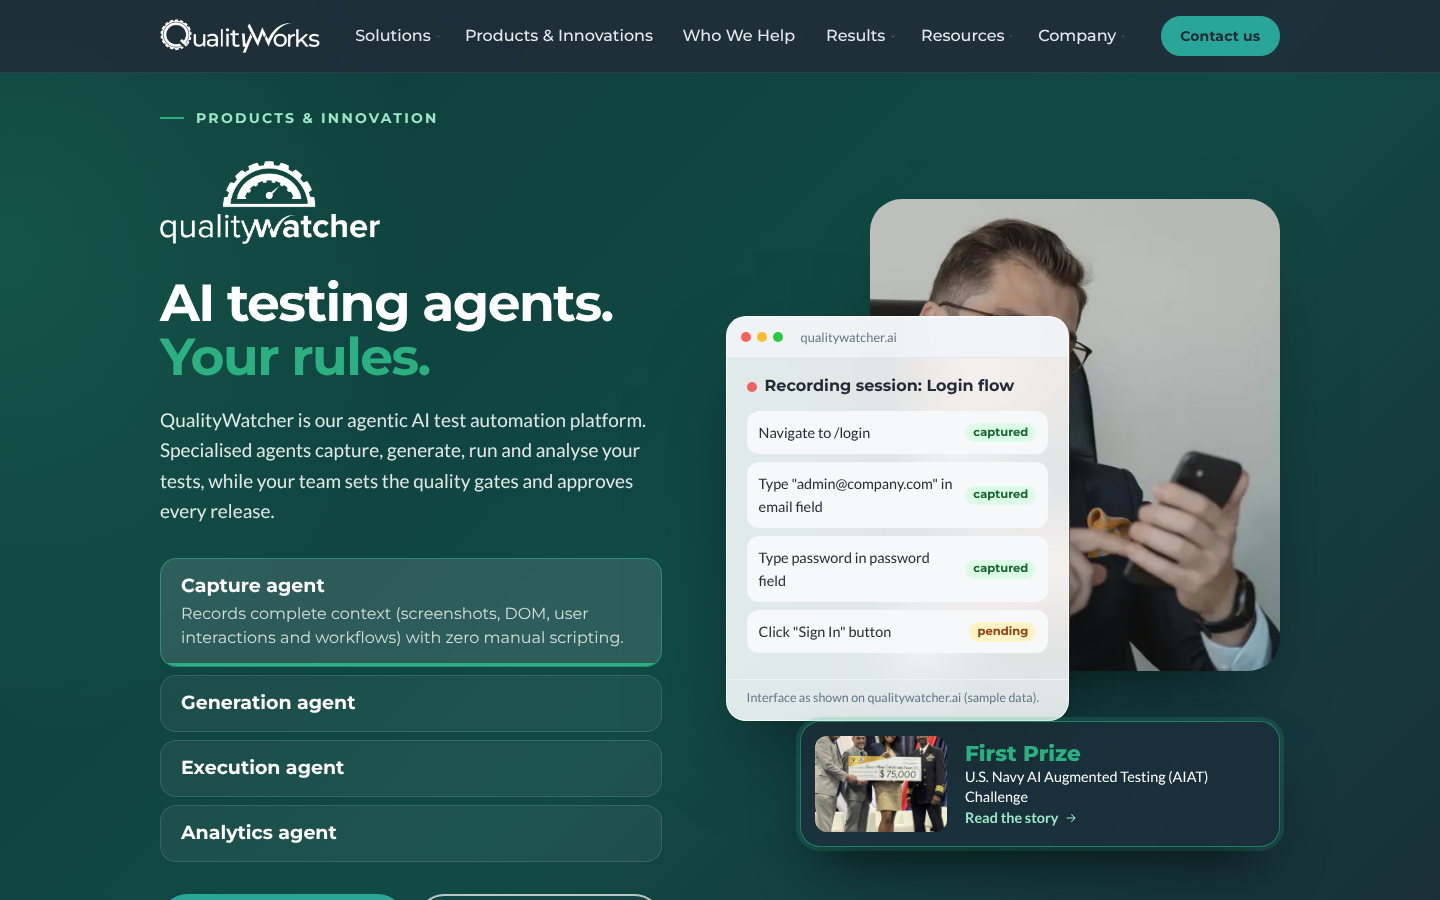 QualityWorks
Solutions
Products & Innovations
Who We Help
Results
Resources
Company
Contact us
PRODUCTS & INNOVATION
qualitywatcher
AI testing agents.
Your rules.
QualityWatcher is our agentic AI test automation platform.
Specialised agents capture, generate, run and analyse your
tests, while your team sets the quality gates and approves
every release.
Capture agent
Records complete context (screenshots, DOM, user
interactions and workflows) with zero manual scripting.
Generation agent
Execution agent
Analytics agent
qualitywatcher.ai
Recording session: Login flow
Navigate to /login
captured
Type "admin@company.com" in
email field
captured
Type password in password
field
captured
Click "Sign In" button
pending
Interface as shown on qualitywatcher.ai (sample data).
$75,000
First Prize
U.S. Navy AI Augmented Testing (AIAT)
Challenge
Read the story →